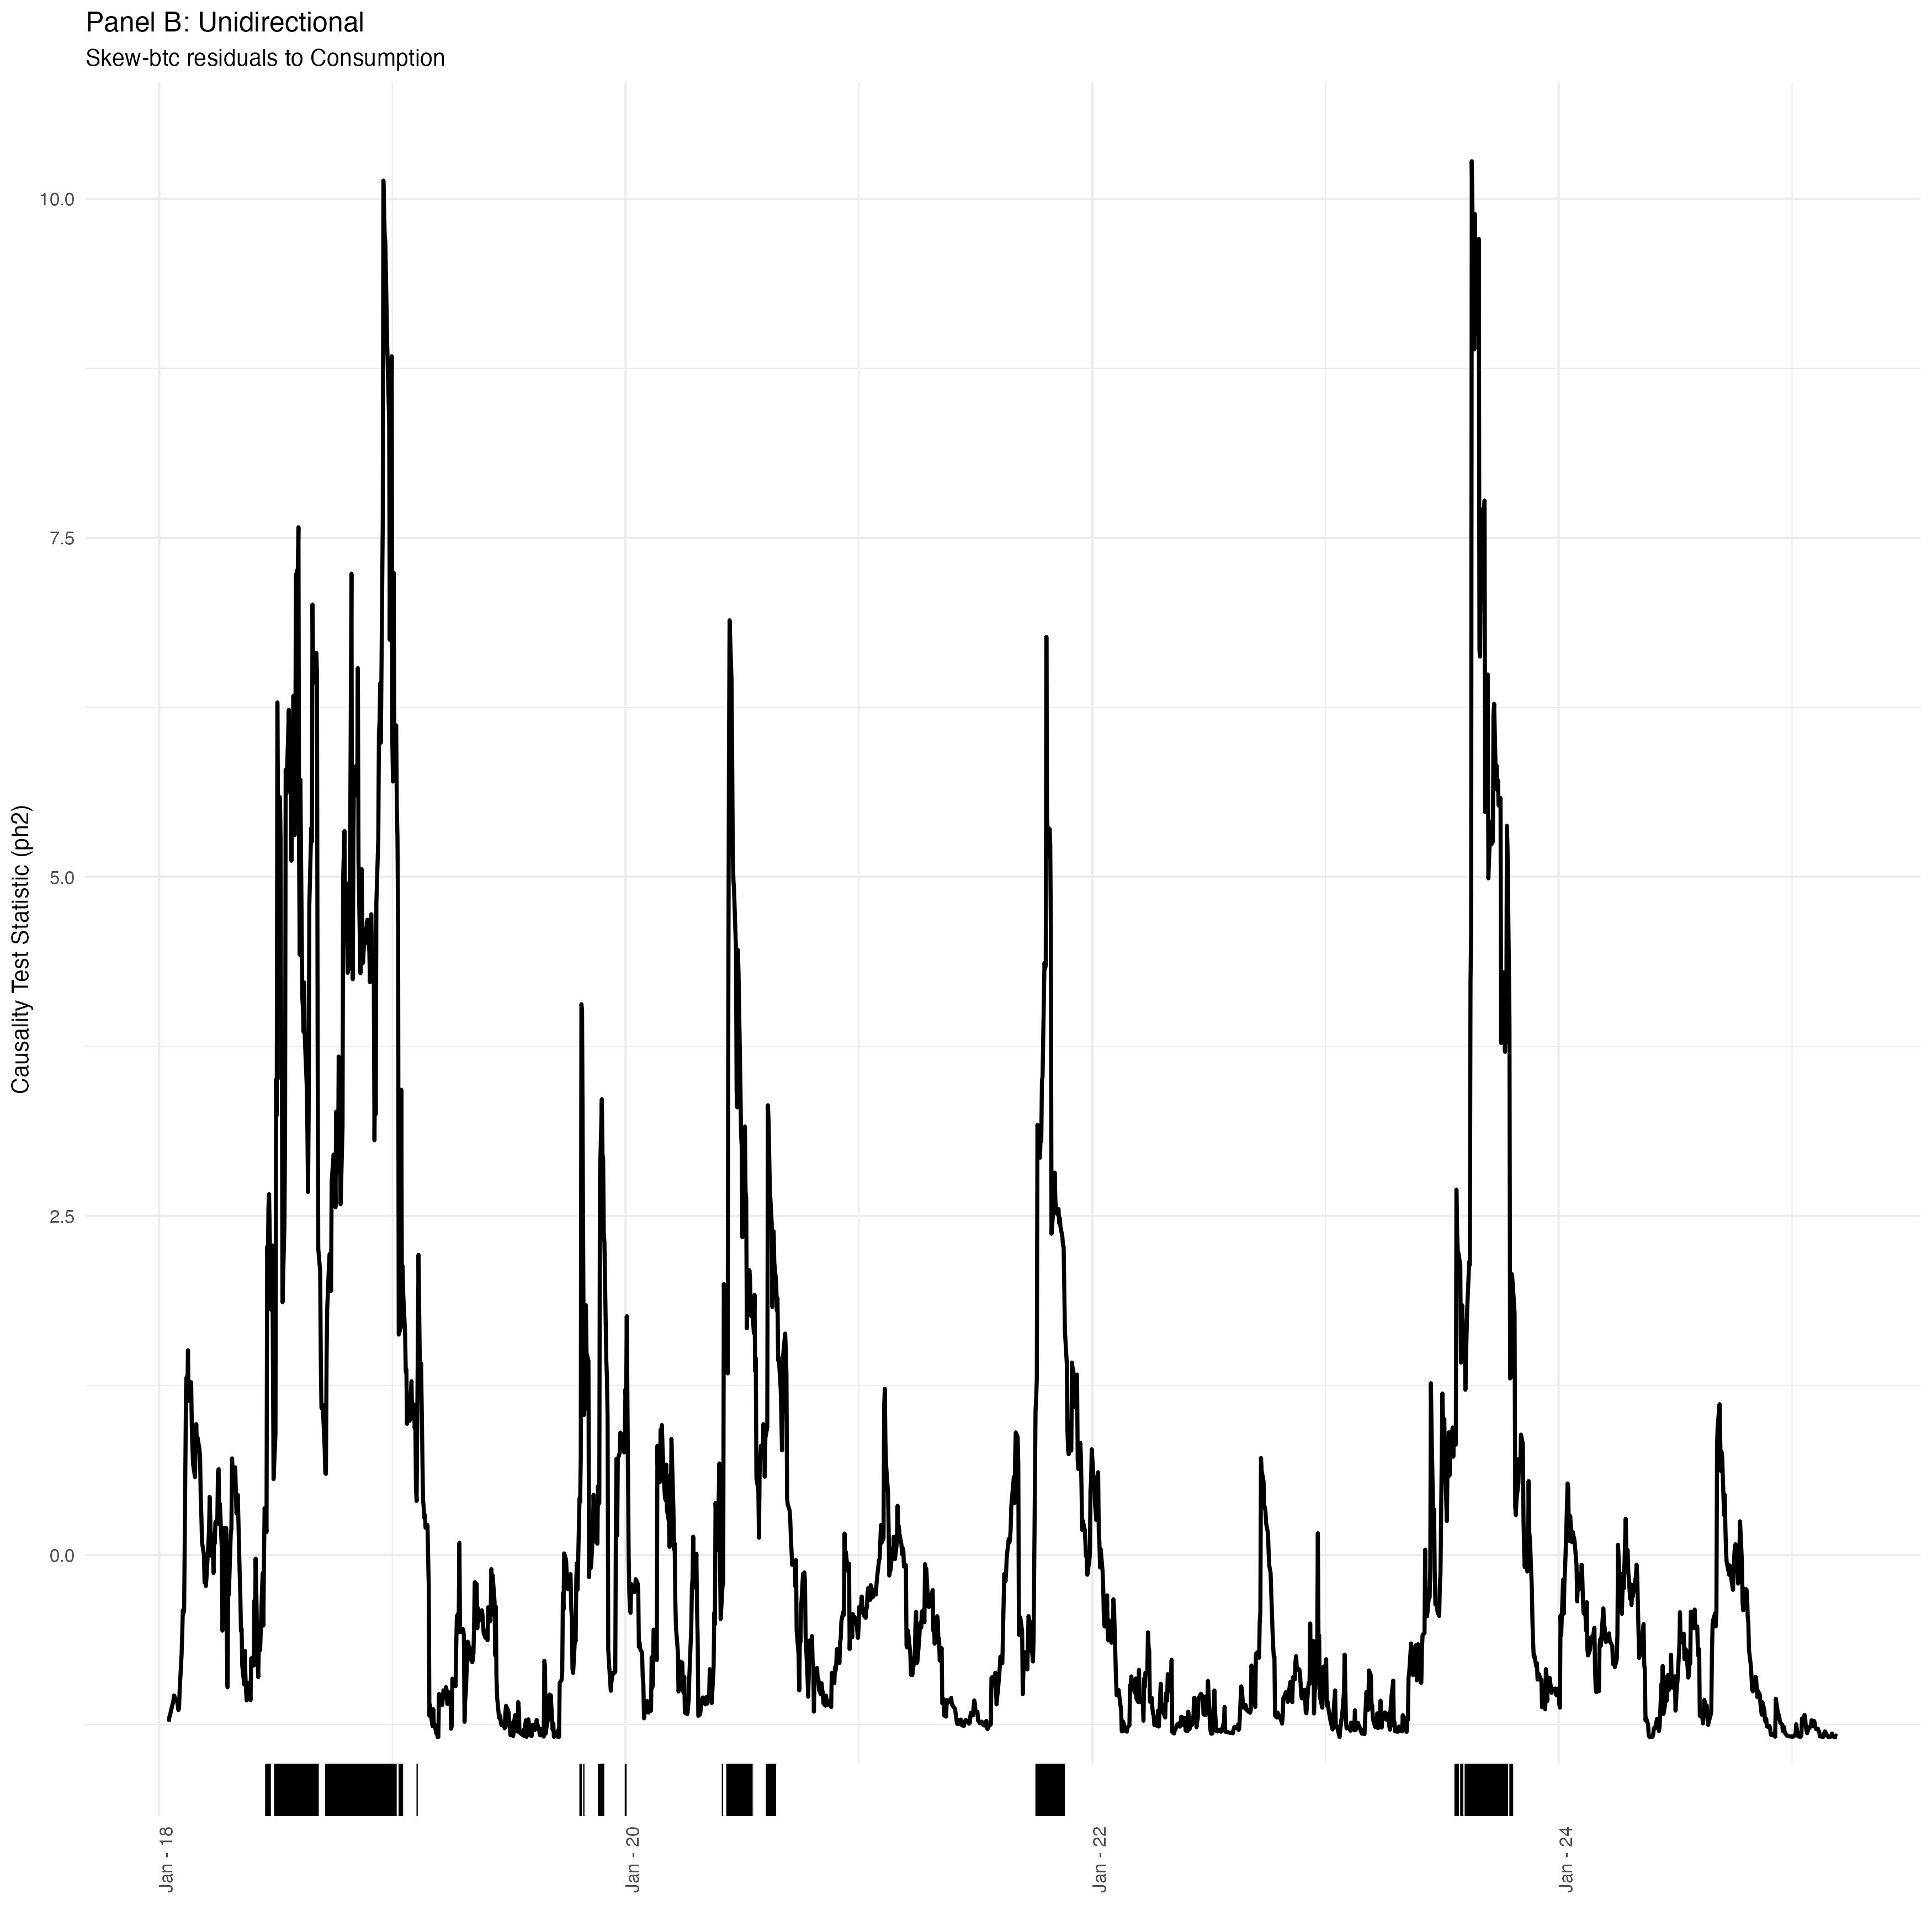 Panel B: Unidirectional
Skew-btc residuals to Consumption
Causality Test Statistic (ph2)
10.0
7.5
5.0
2.5
0.0
Jan - 18
Jan - 20
Jan - 22
Jan - 24